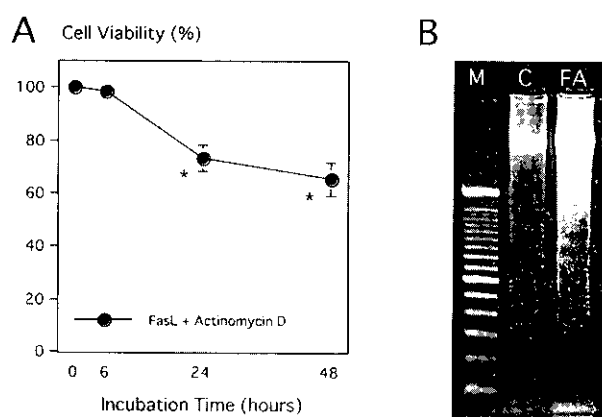 A
Cell Viability (%)
100
80
60
40
20
0
*
*
FasL + Actinomycin D
0 6 24 48
Incubation Time (hours)
B
M C FA